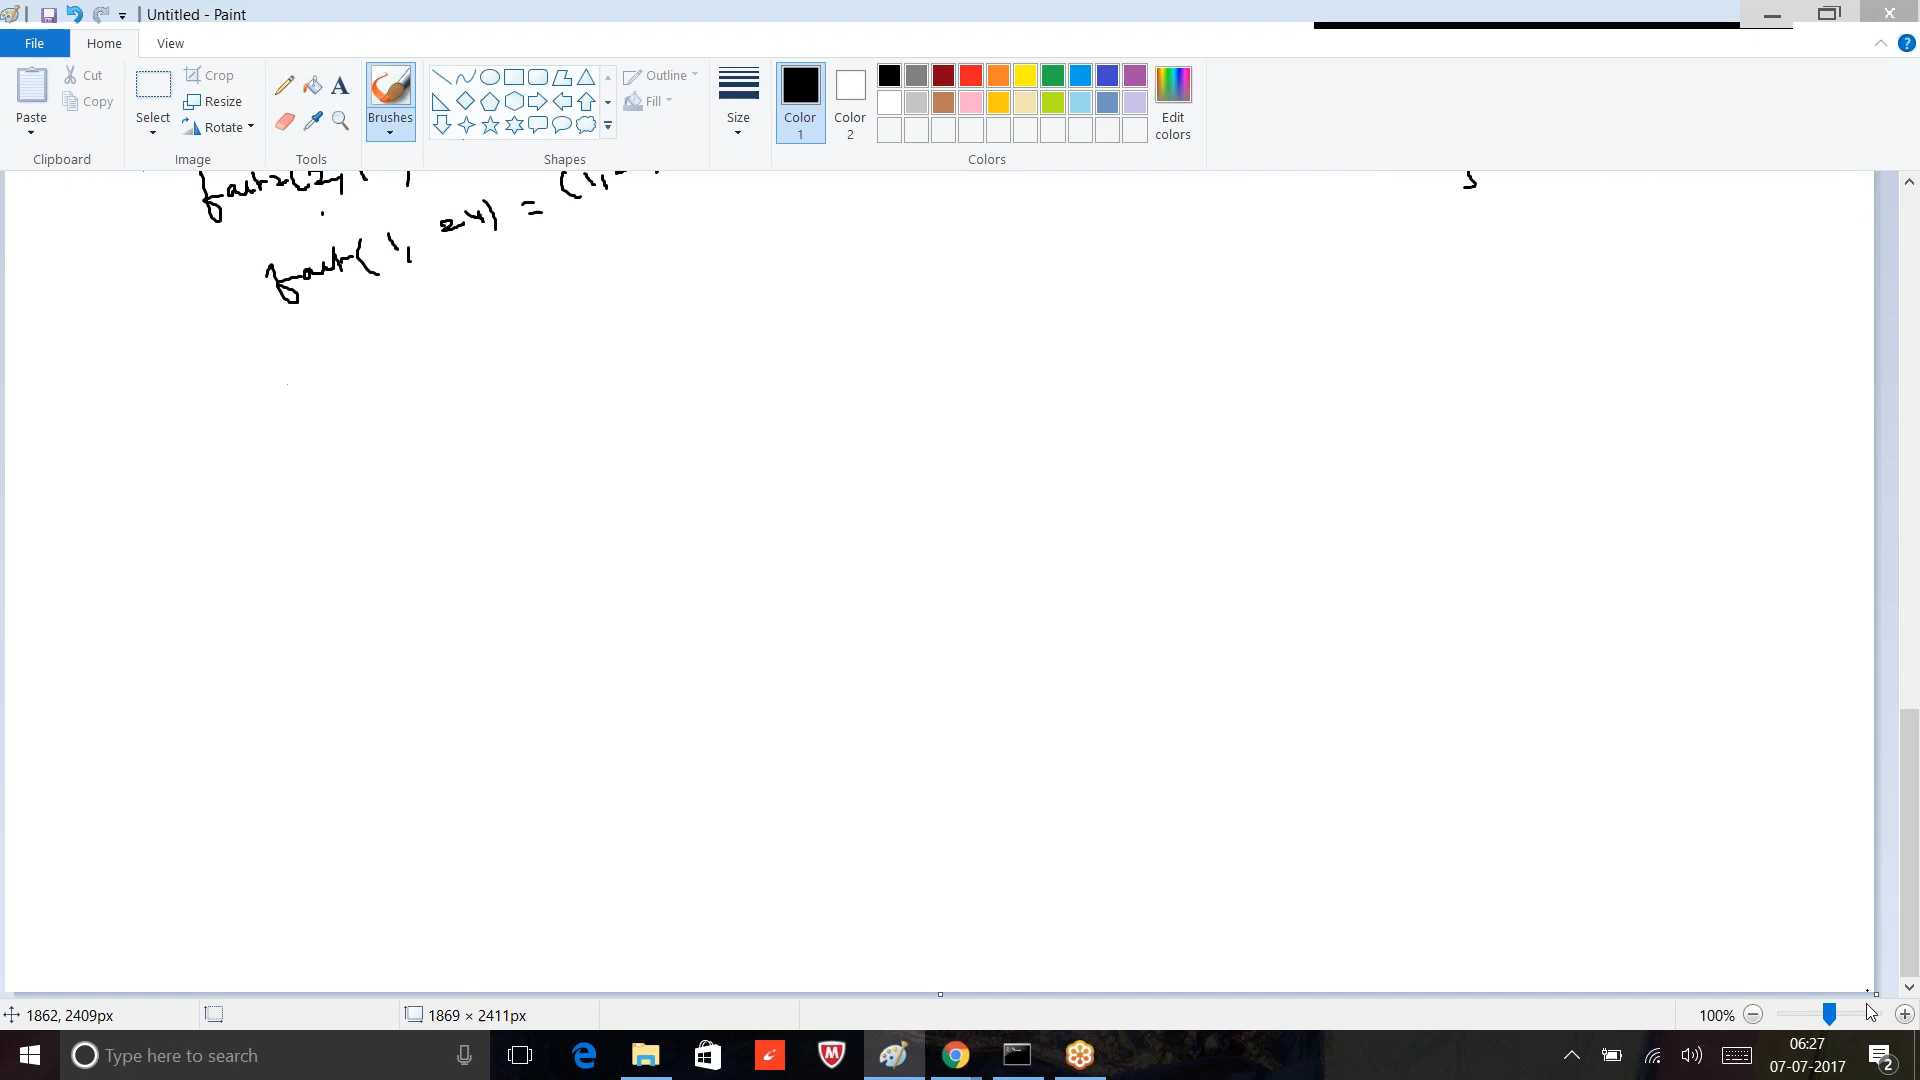 Untitled - Paint
File
Home
View
Paste
Cut
Copy
Clipboard
Select
Crop
Resize
Rotate
Image
A
Tools
Brushes
Outline
Fill
Shapes
Size
Color 1
Color 2
Edit colors
Colors
fact(1, 24) =
1862, 2409px
1869 × 2411px
100%
Type here to search
06:27
07-07-2017
2